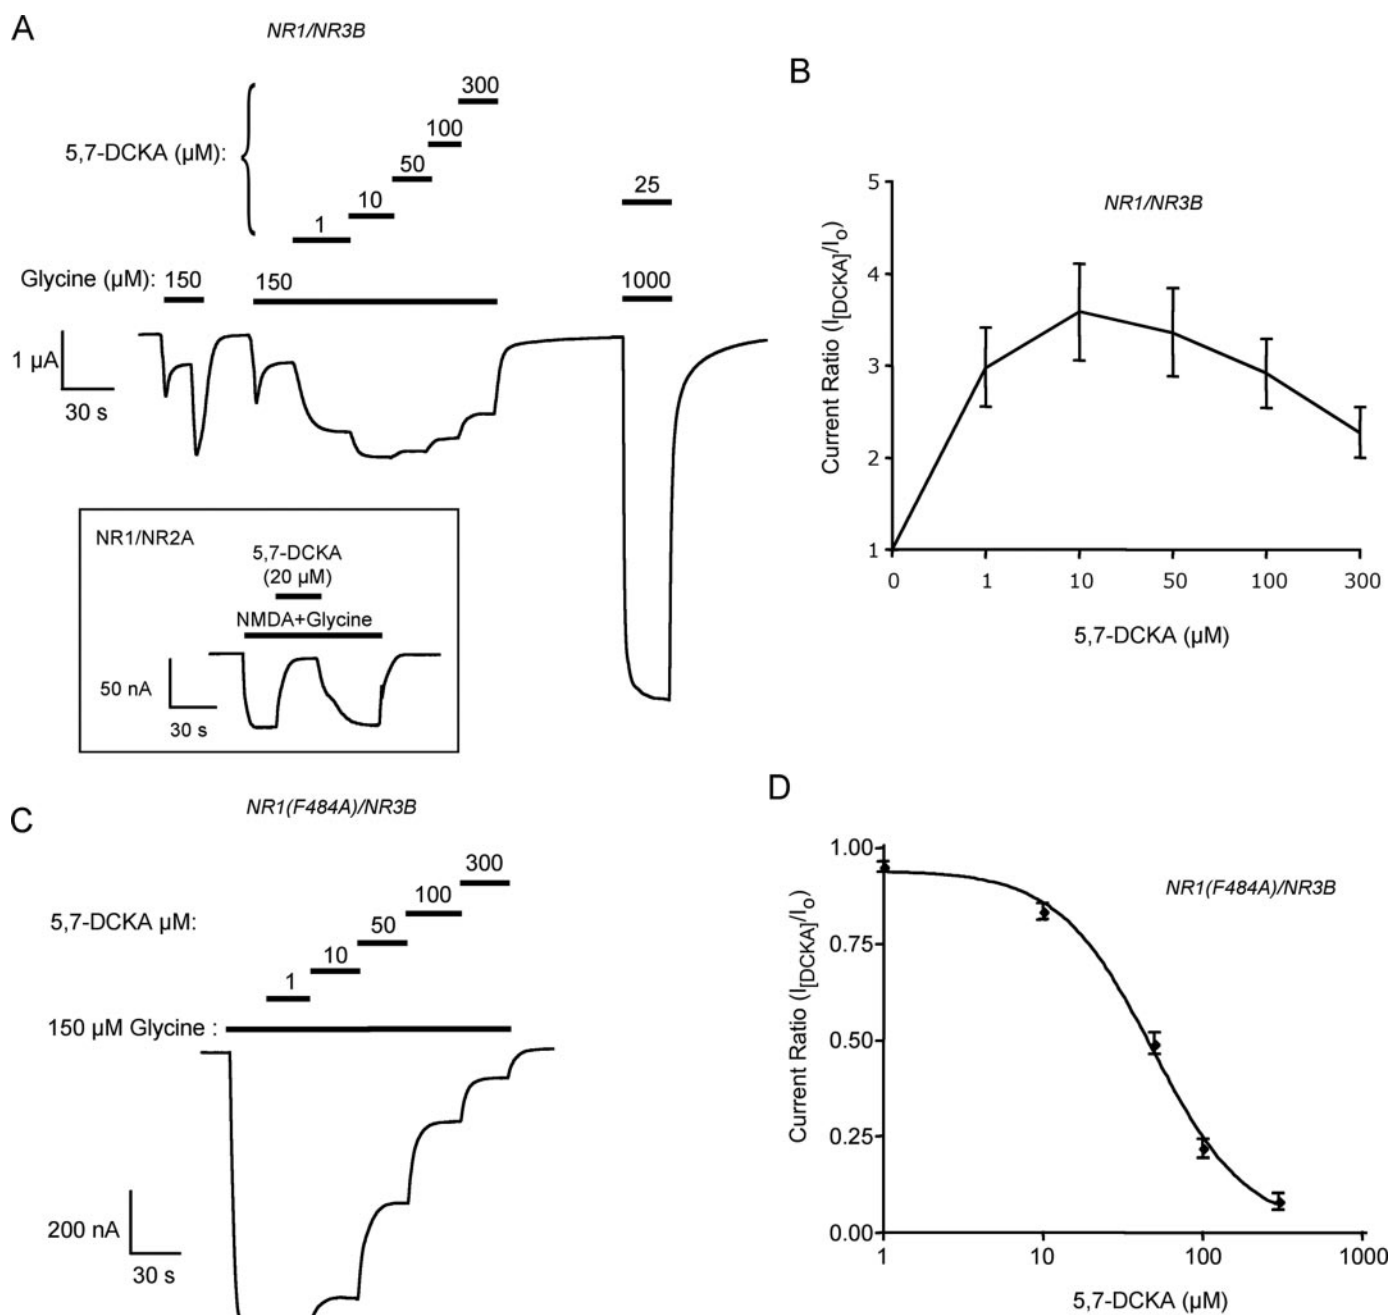 A
NR1/NR3B
5,7-DCKA (µM):
1
10
50
100
300
25
Glycine (µM):
150
150
1000
1 µA
30 s
NR1/NR2A
5,7-DCKA
(20 µM)
NMDA+Glycine
50 nA
30 s
B
NR1/NR3B
Current Ratio (I[DCKA]/Io)
5
4
3
2
1
0
1
10
50
100
300
5,7-DCKA (µM)
C
NR1(F484A)/NR3B
5,7-DCKA µM:
1
10
50
100
300
150 µM Glycine :
200 nA
30 s
D
NR1(F484A)/NR3B
Current Ratio (I[DCKA]/Io)
1.00
0.75
0.50
0.25
0.00
1
10
100
1000
5,7-DCKA (µM)